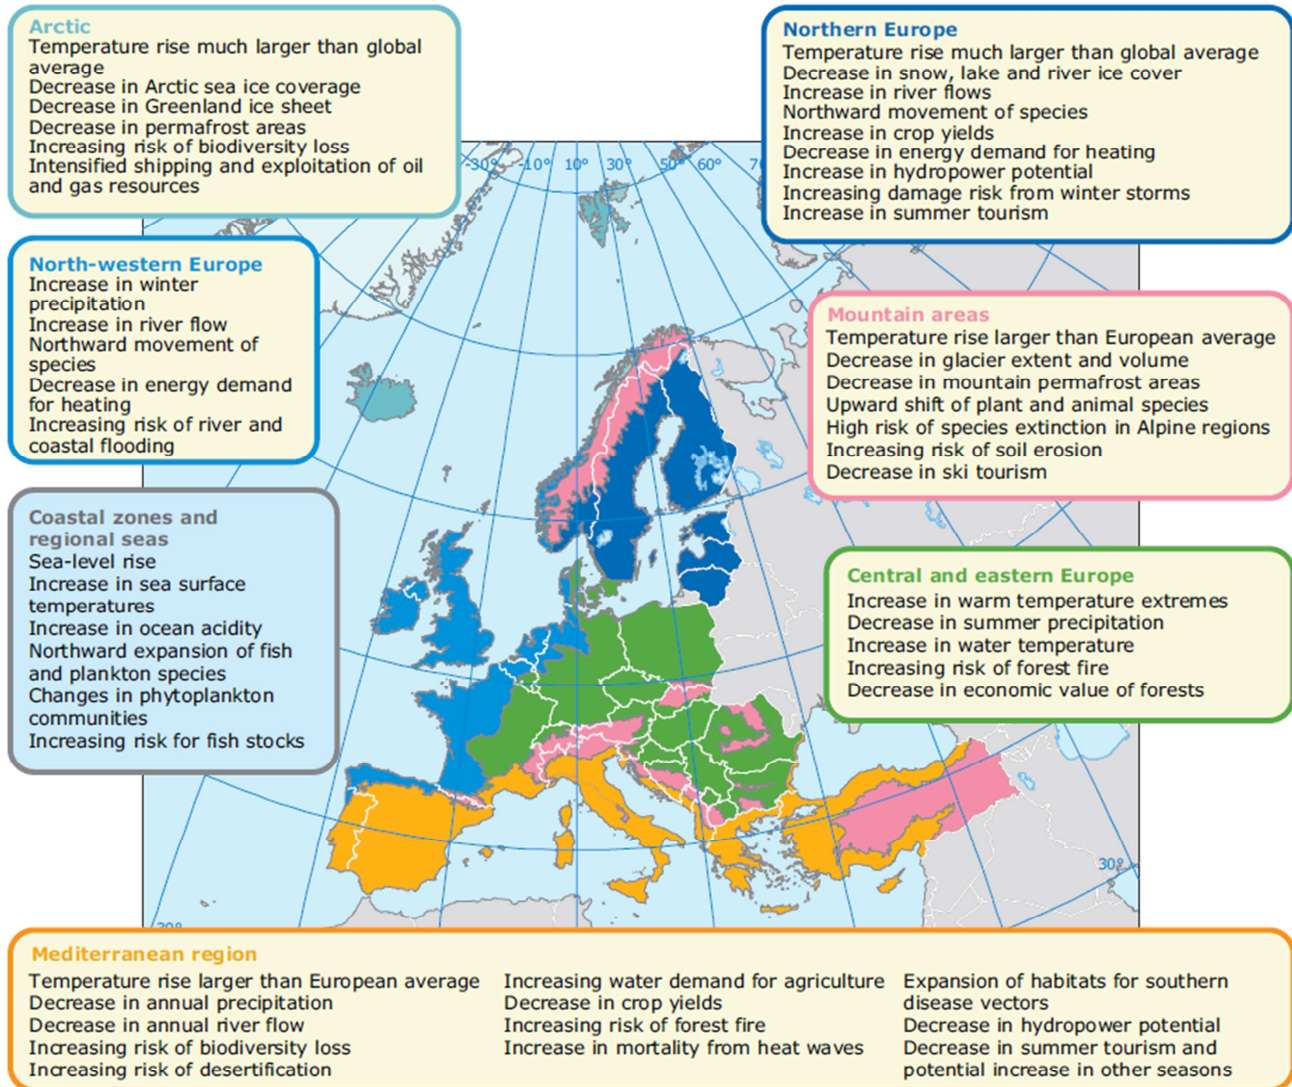 Arctic
Temperature rise much larger than global
average
Decrease in Arctic sea ice coverage
Decrease in Greenland ice sheet
Decrease in permafrost areas
Increasing risk of biodiversity loss
Intensified shipping and exploitation of oil
and gas resources
Northern Europe
Temperature rise much larger than global average
Decrease in snow, lake and river ice cover
Increase in river flows
Northward movement of species
Increase in crop yields
Decrease in energy demand for heating
Increase in hydropower potential
Increasing damage risk from winter storms
Increase in summer tourism
-30° -10° 10° 30° 50° 60°
North-western Europe
Increase in winter
precipitation
Increase in river flow
Northward movement of
species
Decrease in energy demand
for heating
Increasing risk of river and
coastal flooding
Mountain areas
Temperature rise larger than European average
Decrease in glacier extent and volume
Decrease in mountain permafrost areas
Upward shift of plant and animal species
High risk of species extinction in Alpine regions
Increasing risk of soil erosion
Decrease in ski tourism
Coastal zones and
regional seas
Sea-level rise
Increase in sea surface
temperatures
Increase in ocean acidity
Northward expansion of fish
and plankton species
Changes in phytoplankton
communities
Increasing risk for fish stocks
Central and eastern Europe
Increase in warm temperature extremes
Decrease in summer precipitation
Increase in water temperature
Increasing risk of forest fire
Decrease in economic value of forests
30°
Mediterranean region
Temperature rise larger than European average
Decrease in annual precipitation
Decrease in annual river flow
Increasing risk of biodiversity loss
Increasing risk of desertification
Increasing water demand for agriculture
Decrease in crop yields
Increasing risk of forest fire
Increase in mortality from heat waves
Expansion of habitats for southern
disease vectors
Decrease in hydropower potential
Decrease in summer tourism and
potential increase in other seasons